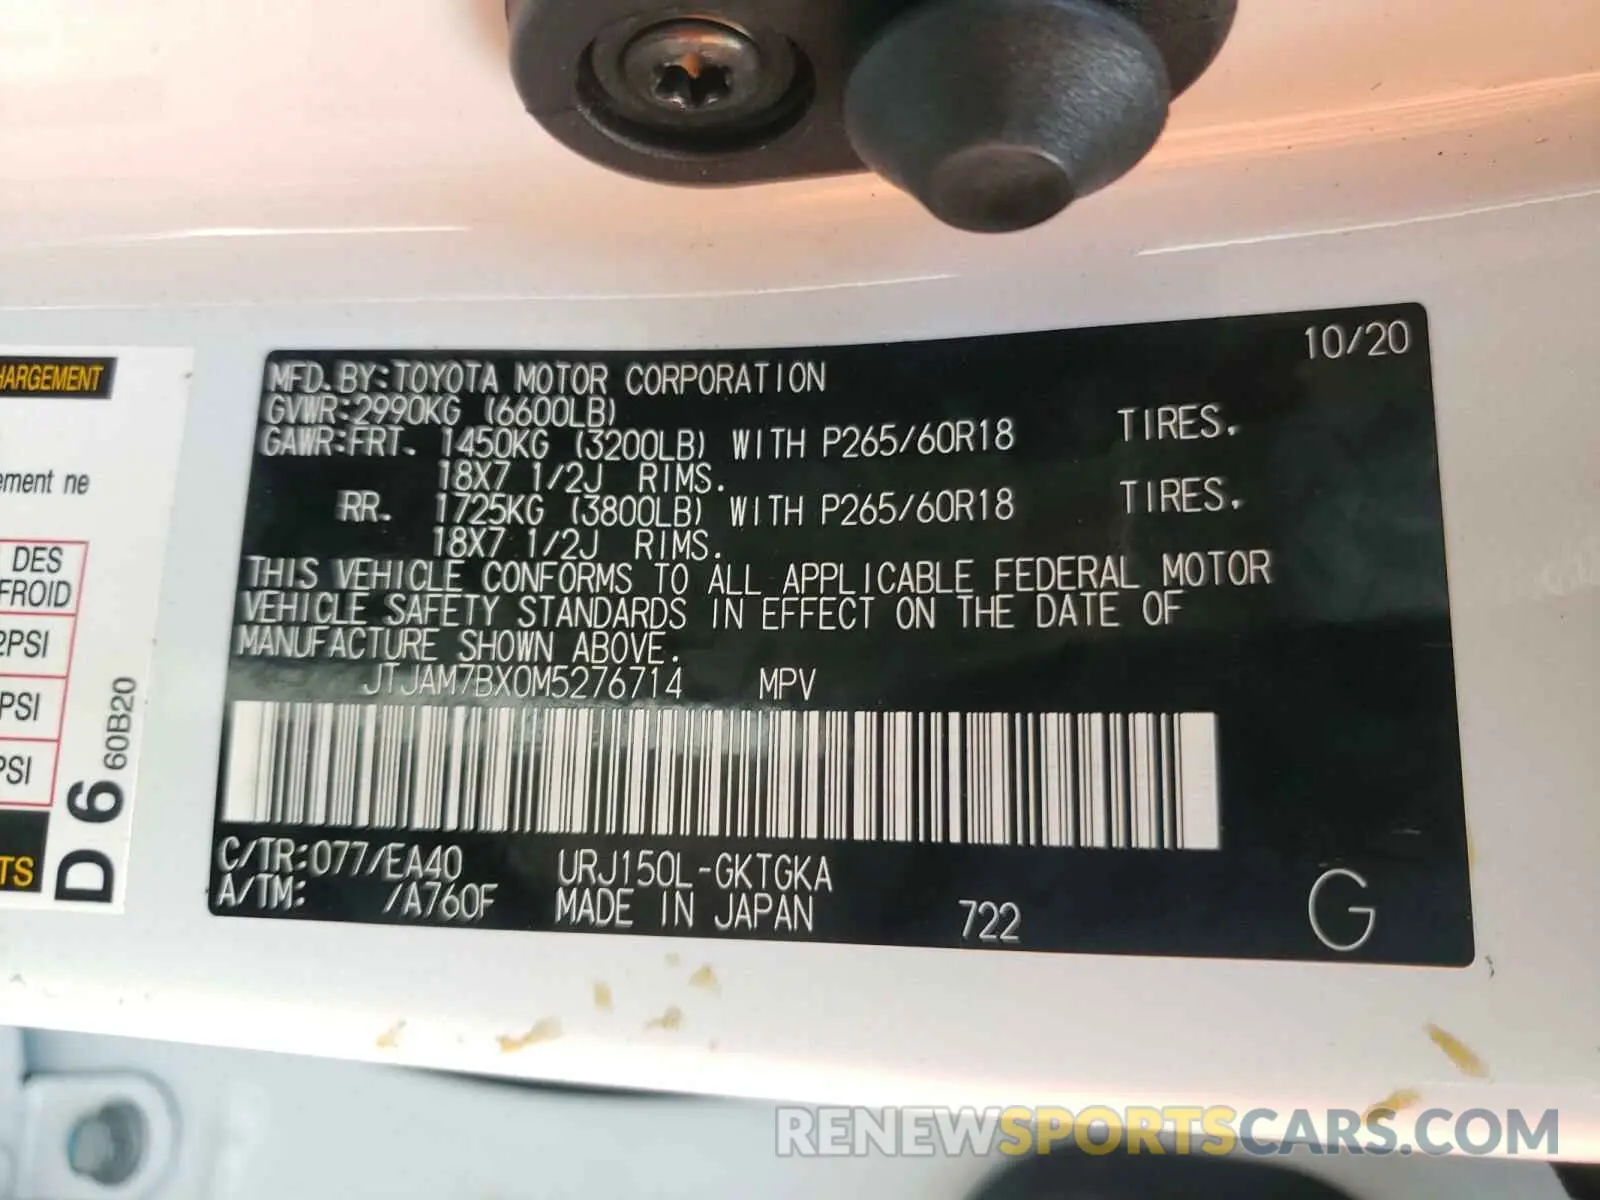 HARGEMENT
ement ne
DES
FROID
2PSI
PSI
PSI
TS
D 6
60B20
10/20
MFD. BY:TOYOTA MOTOR CORPORATION
GVWR:2990KG (6600LB)
GAWR:FRT. 1450KG (3200LB) WITH P265/60R18 TIRES.
18X7 1/2J RIMS.
RR. 1725KG (3800LB) WITH P265/60R18 TIRES.
18X7 1/2J RIMS.
THIS VEHICLE CONFORMS TO ALL APPLICABLE FEDERAL MOTOR
VEHICLE SAFETY STANDARDS IN EFFECT ON THE DATE OF
MANUFACTURE SHOWN ABOVE.
JTJAM7BX0M5276714 MPV
C/TR:077/EA40 URJ150L-GKTGKA
A/TM: /A760F MADE IN JAPAN 722 G
RENEWSPORTSCARS.COM